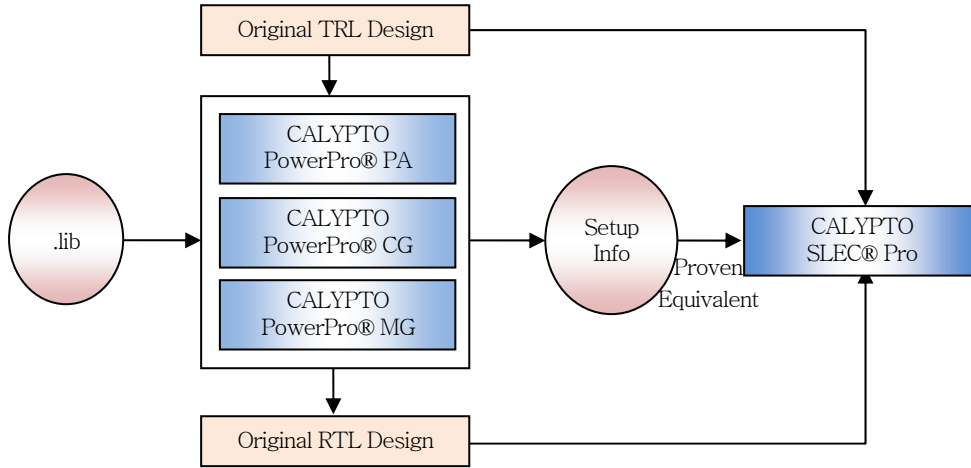 Original TRL Design
CALYPTO
PowerPro® PA
CALYPTO
PowerPro® CG
CALYPTO
PowerPro® MG
.lib
Setup
Info
Proven
Equivalent
CALYPTO
SLEC® Pro
Original RTL Design